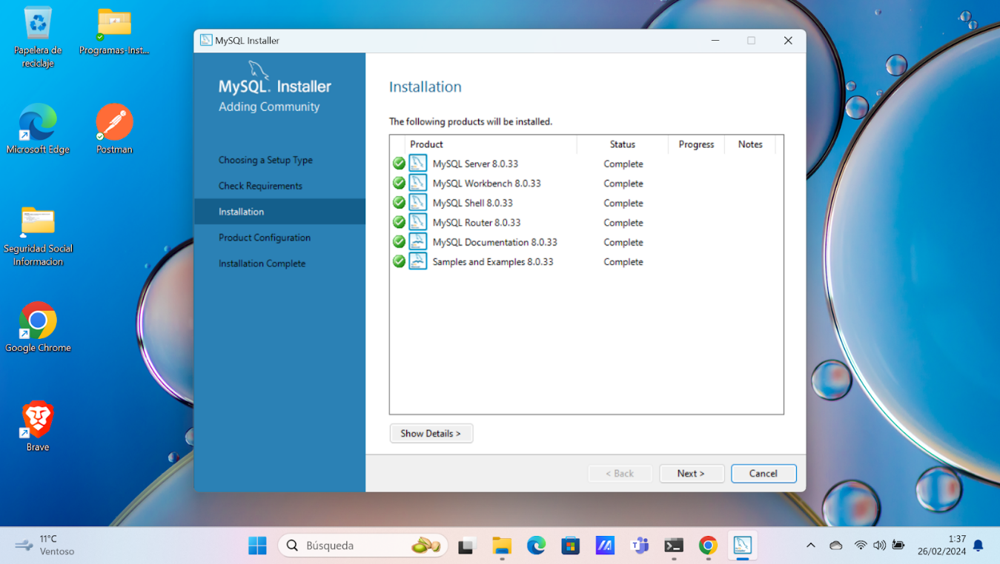 Papelera de
reciclaje
Programas-Inst...
Microsoft Edge
Postman
Seguridad Social
Informacion
Google Chrome
Brave
MySQL Installer
MySQL. Installer
Adding Community
Choosing a Setup Type
Check Requirements
Installation
Product Configuration
Installation Complete
Installation
The following products will be installed.
Product Status Progress Notes
MySQL Server 8.0.33 Complete
MySQL Workbench 8.0.33 Complete
MySQL Shell 8.0.33 Complete
MySQL Router 8.0.33 Complete
MySQL Documentation 8.0.33 Complete
Samples and Examples 8.0.33 Complete
Show Details >
< Back Next > Cancel
11°C
Ventoso
Búsqueda
1:37
26/02/2024